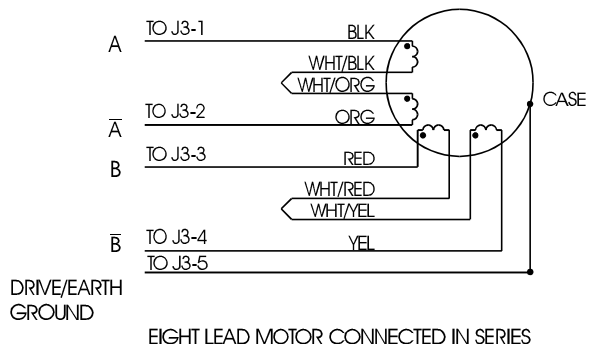 TO J3-1
BLK
A
WHT/BLK
WHT/ORG
CASE
TO J3-2
ORG
A̅
TO J3-3
RED
B
WHT/RED
WHT/YEL
TO J3-4
YEL
B̅
TO J3-5
DRIVE/EARTH
GROUND
EIGHT LEAD MOTOR CONNECTED IN SERIES